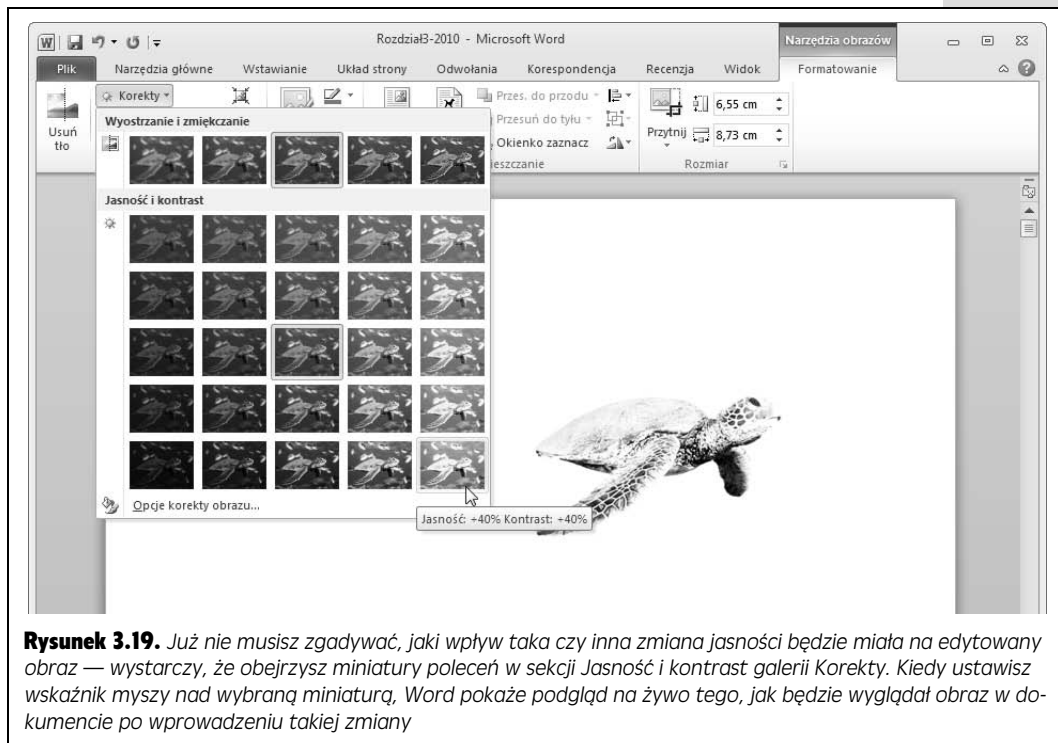 Rozdział3-2010 - Microsoft Word
Narzędzia obrazów
Plik Narzędzia główne Wstawianie Układ strony Odwołania Korespondencja Recenzja Widok Formatowanie
Korekty
Przes. do przodu
6,55 cm
Przesuń do tyłu
Usuń tło
Okienko zaznacz
Przytnij
8,73 cm
ieszczanie
Rozmiar
Wyostrzanie i zmiękczanie
Jasność i kontrast
Opcje korekty obrazu...
Jasność: +40% Kontrast: +40%
Rysunek 3.19. Już nie musisz zgadywać, jaki wpływ taka czy inna zmiana jasności będzie miała na edytowany
obraz — wystarczy, że obejrzysz miniatury poleceń w sekcji Jasność i kontrast galerii Korekty. Kiedy ustawisz
wskaźnik myszy nad wybraną miniaturą, Word pokaże podgląd na żywo tego, jak będzie wyglądał obraz w do-
kumencie po wprowadzeniu takiej zmiany